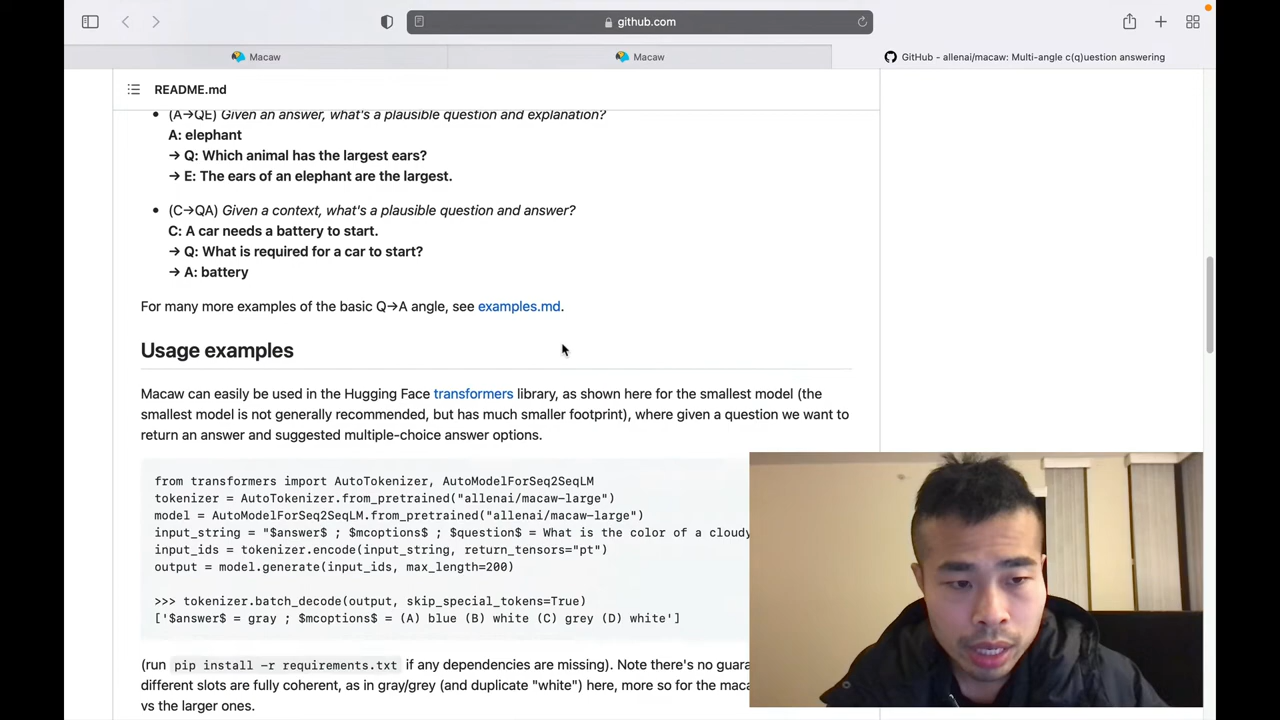 github.com
Macaw
Macaw
GitHub - allenai/macaw: Multi-angle c(q)uestion answering
README.md
• (A→QE) Given an answer, what's a plausible question and explanation?
A: elephant
→ Q: Which animal has the largest ears?
→ E: The ears of an elephant are the largest.
• (C→QA) Given a context, what's a plausible question and answer?
C: A car needs a battery to start.
→ Q: What is required for a car to start?
→ A: battery
For many more examples of the basic Q→A angle, see examples.md.
Usage examples
Macaw can easily be used in the Hugging Face transformers library, as shown here for the smallest model (the
smallest model is not generally recommended, but has much smaller footprint), where given a question we want to
return an answer and suggested multiple-choice answer options.
from transformers import AutoTokenizer, AutoModelForSeq2SeqLM
tokenizer = AutoTokenizer.from_pretrained("allenai/macaw-large")
model = AutoModelForSeq2SeqLM.from_pretrained("allenai/macaw-large")
input_string = "$answer$ ; $mcoptions$ ; $question$ = What is the color of a cloudy
input_ids = tokenizer.encode(input_string, return_tensors="pt")
output = model.generate(input_ids, max_length=200)
>>> tokenizer.batch_decode(output, skip_special_tokens=True)
['$answer$ = gray ; $mcoptions$ = (A) blue (B) white (C) grey (D) white']
(run pip install -r requirements.txt if any dependencies are missing). Note there's no guara
different slots are fully coherent, as in gray/grey (and duplicate "white") here, more so for the maca
vs the larger ones.